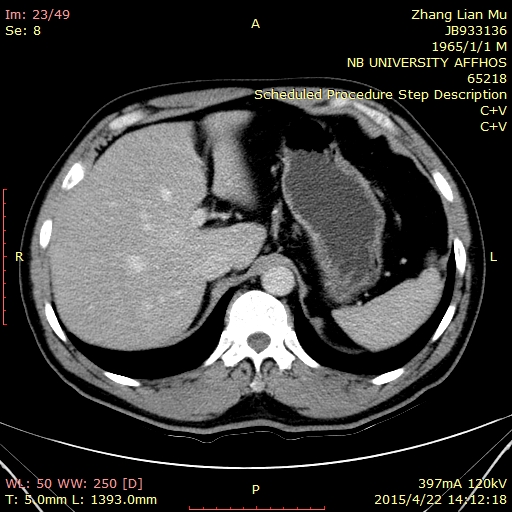 Im: 23/49
Se: 8
A
Zhang Lian Mu
JB933136
1965/1/1 M
NB UNIVERSITY AFFHOS
65218
Scheduled Procedure Step Description
C+V
C+V
R
L
WL: 50 WW: 250 [D]
T: 5.0mm L: 1393.0mm
P
397mA 120kV
2015/4/22 14:12:18